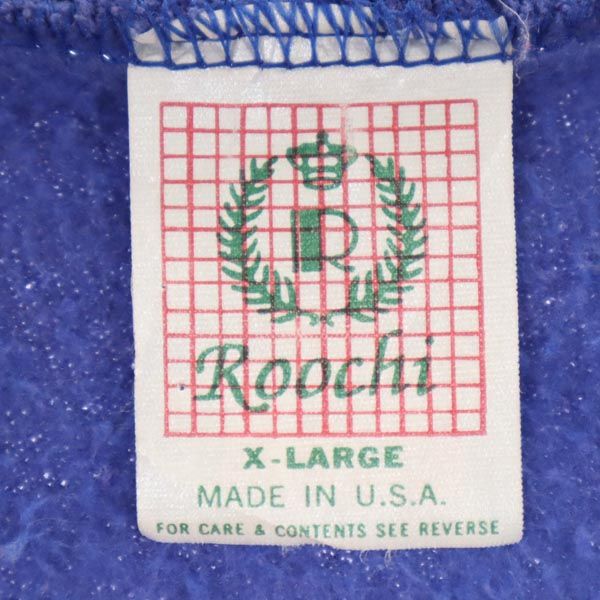 R
Roochi
X-LARGE
MADE IN U.S.A.
FOR CARE & CONTENTS SEE REVERSE